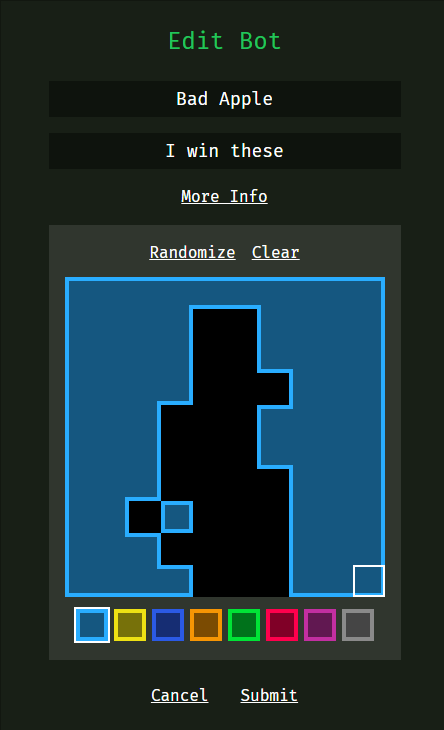 Edit Bot
Bad Apple
I win these
More Info
Randomize Clear
Cancel Submit